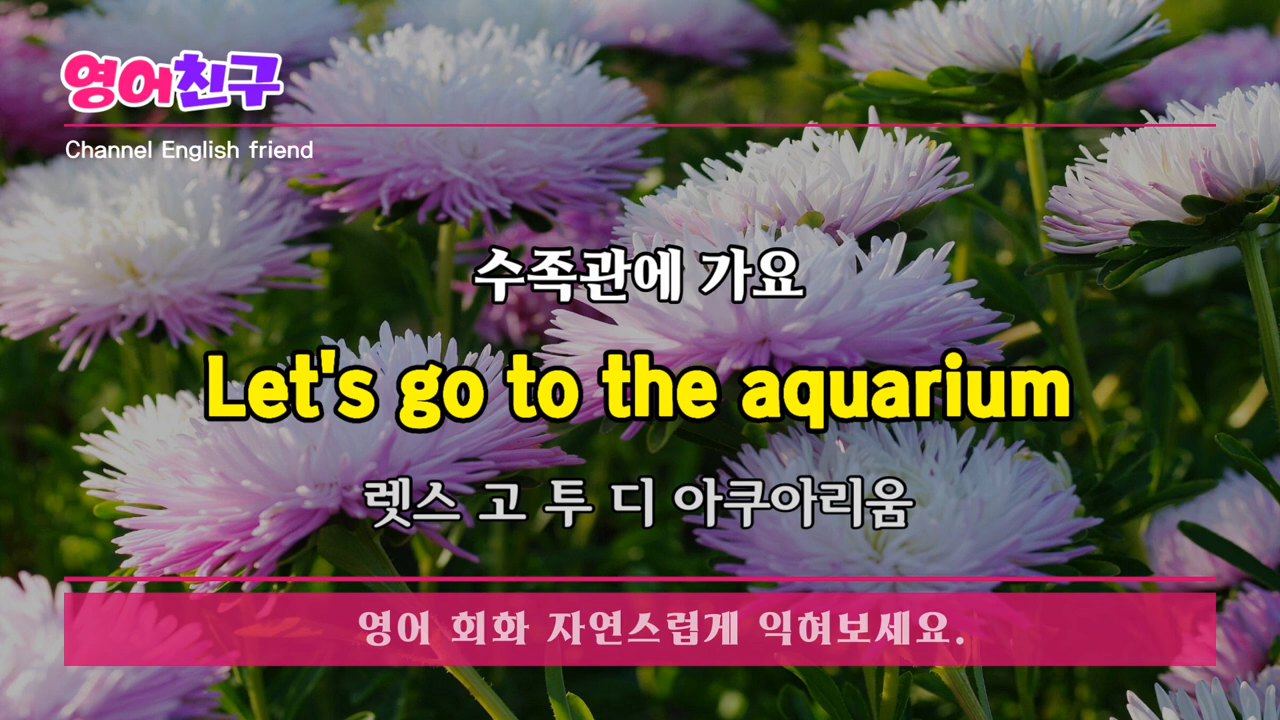 영어친구
Channel English friend
수족관에 가요
Let's go to the aquarium
렛스 고 투 디 아쿠아리움
영어 회화 자연스럽게 익혀보세요.